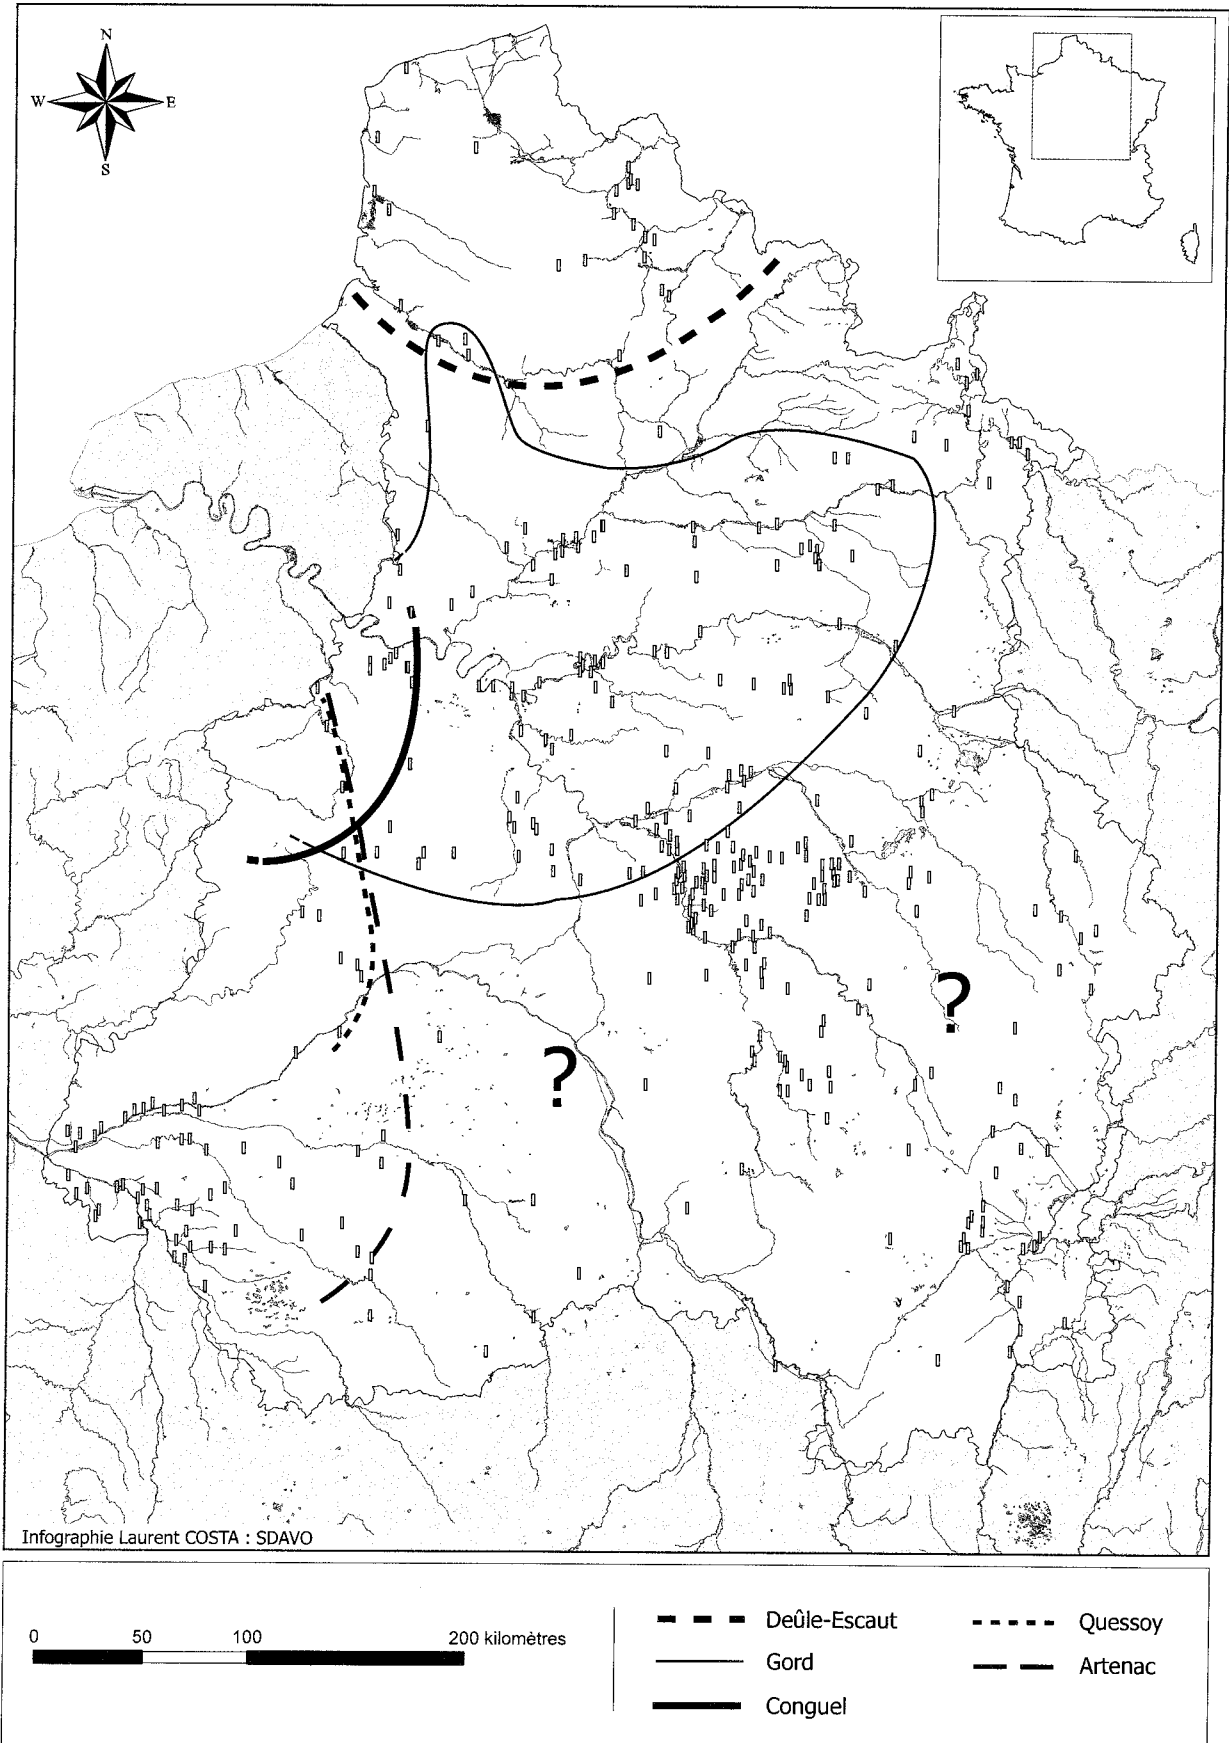 N
W E
S
?
?
Infographie Laurent COSTA : SDAVO
0 50 100 200 kilomètres
Deûle-Escaut
Gord
Conguel
Quessoy
Artenac